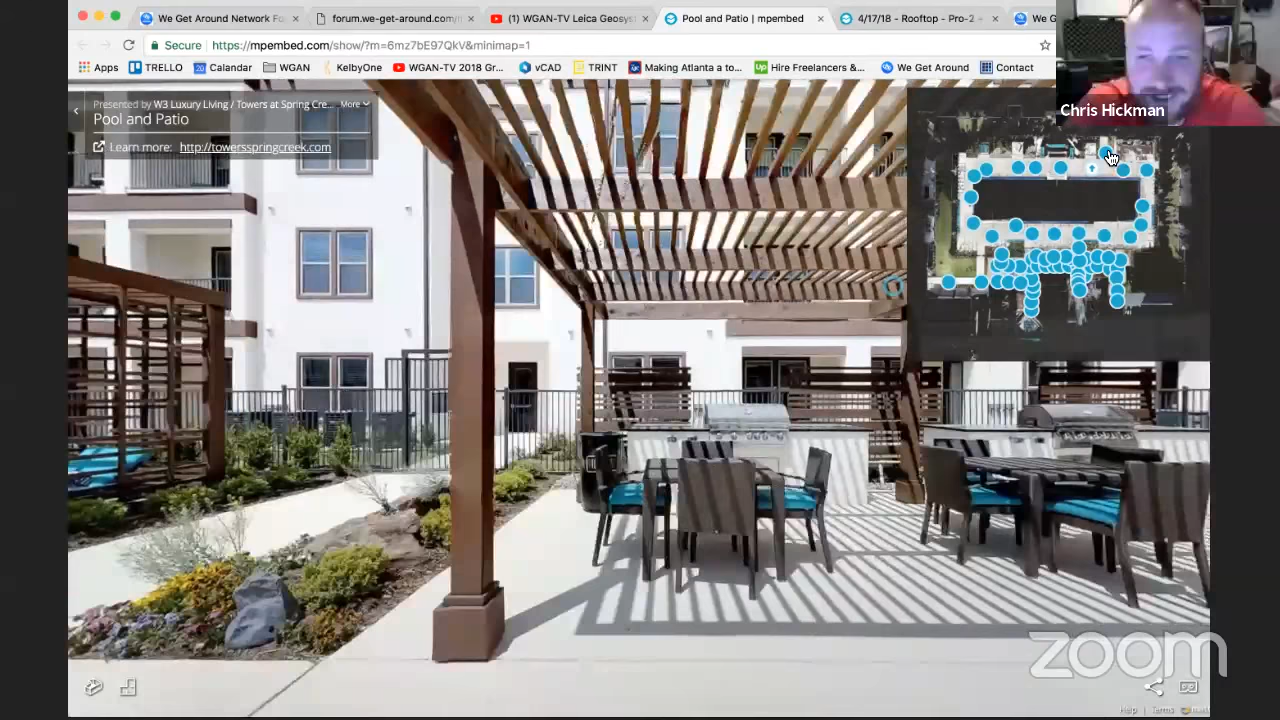 We Get Around Network Fo
forum.we-get-around.com/
(1) WGAN-TV Leica Geosys
Pool and Patio | mpembed
4/17/18 - Rooftop - Pro-2
We G
Secure
https://mpembed.com/show/?m=6mz7bE97QkV&minimap=1
Apps
TRELLO
Calendar
WGAN
KelbyOne
WGAN-TV 2018 Gr...
vCAD
TRINT
Making Atlanta a to...
Hire Freelancers &...
We Get Around
Contact
Chris Hickman
Presented by W3 Luxury Living / Towers at Spring Cre... More
Pool and Patio
Learn more: http://towersspringcreek.com
zoom
Help | Terms